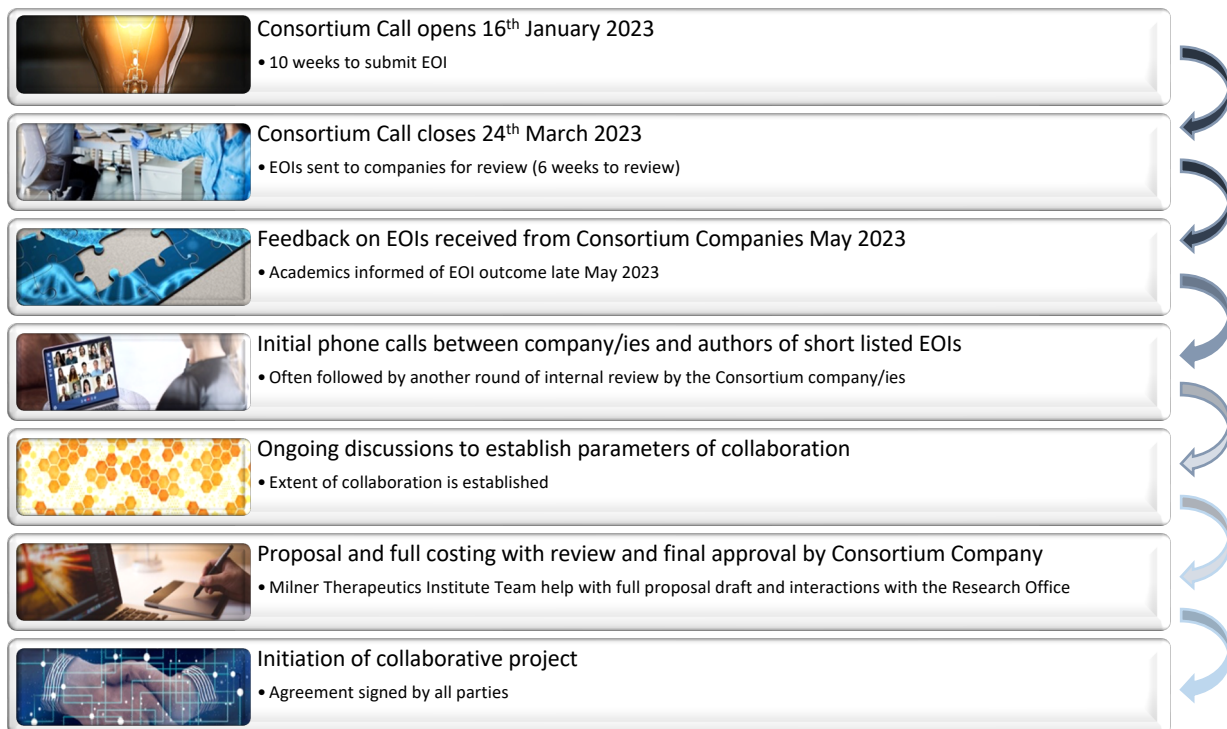 Consortium Call opens 16th January 2023
• 10 weeks to submit EOI
Consortium Call closes 24th March 2023
• EOIs sent to companies for review (6 weeks to review)
Feedback on EOIs received from Consortium Companies May 2023
• Academics informed of EOI outcome late May 2023
Initial phone calls between company/ies and authors of short listed EOIs
• Often followed by another round of internal review by the Consortium company/ies
Ongoing discussions to establish parameters of collaboration
• Extent of collaboration is established
Proposal and full costing with review and final approval by Consortium Company
• Milner Therapeutics Institute Team help with full proposal draft and interactions with the Research Office
Initiation of collaborative project
• Agreement signed by all parties